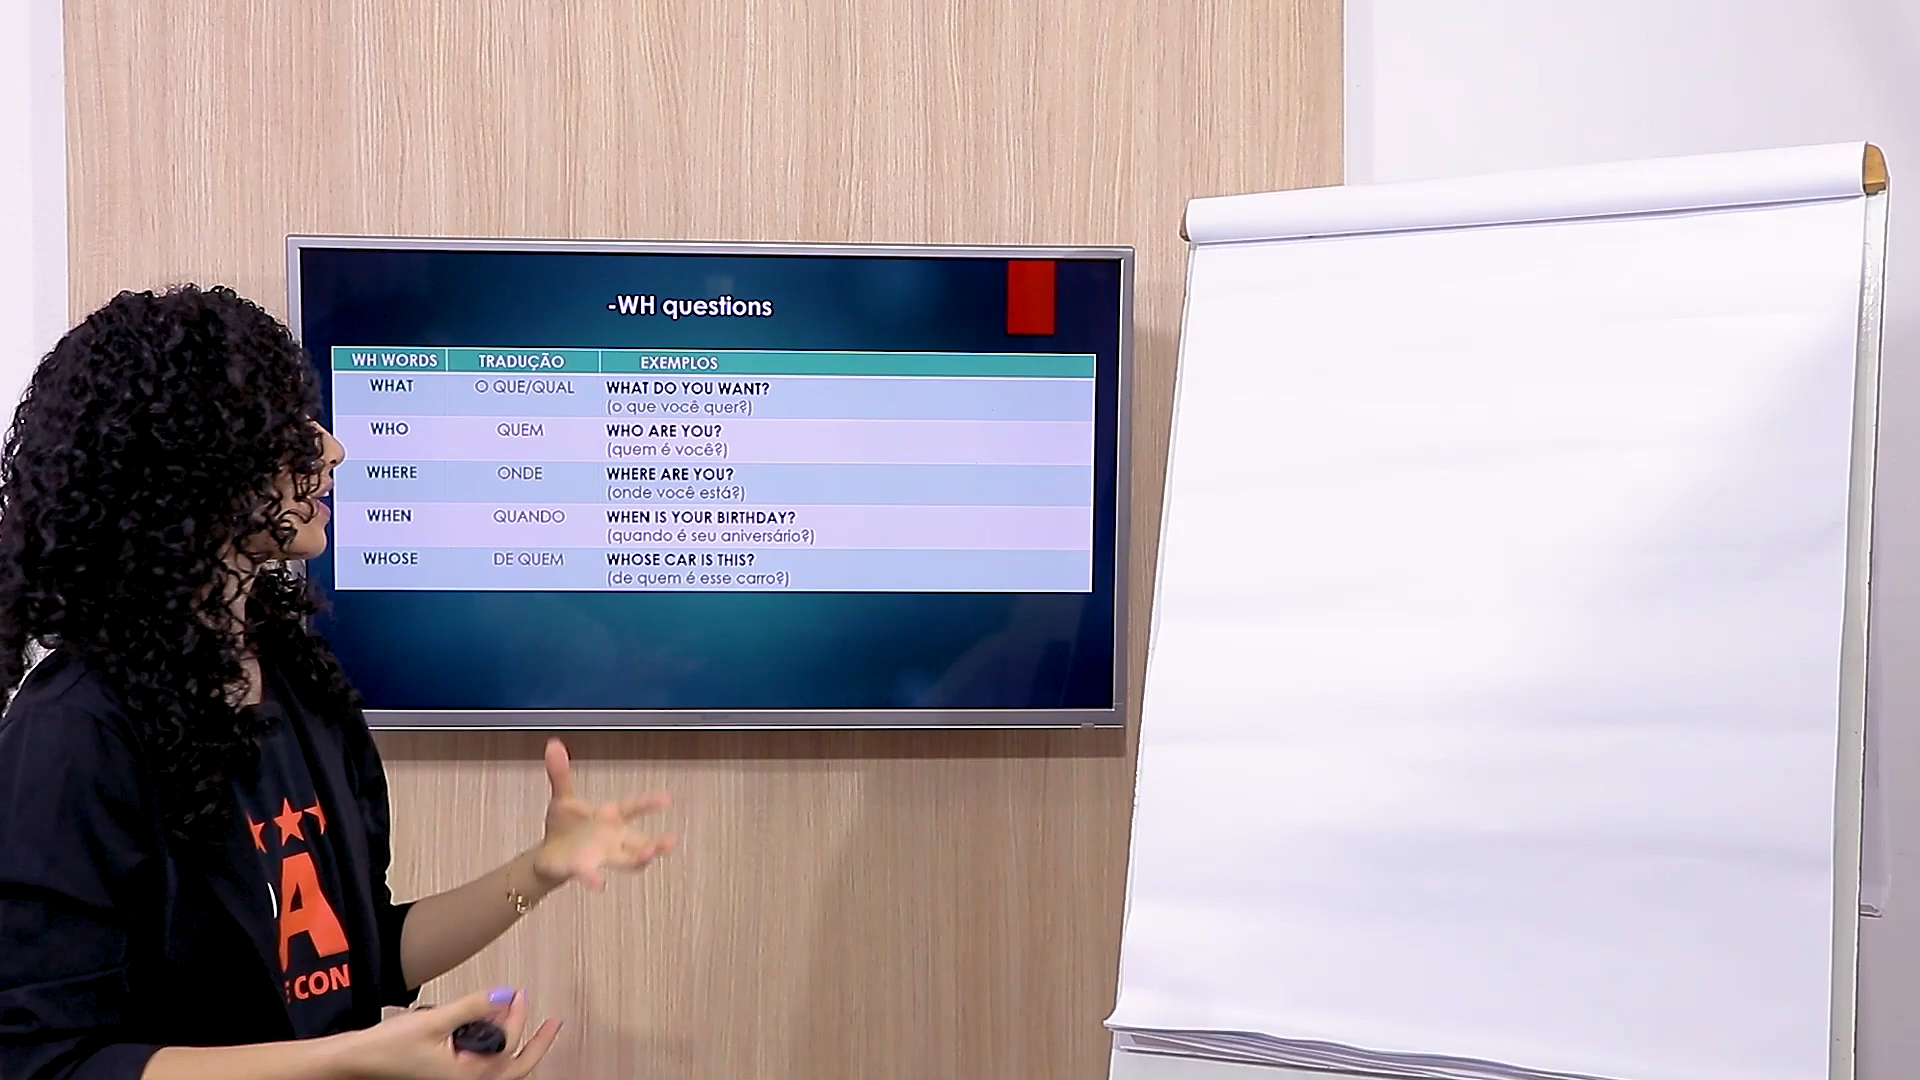 -WH questions
WH WORDS TRADUÇÃO EXEMPLOS
WHAT O QUE/QUAL WHAT DO YOU WANT?
(o que você quer?)
WHO QUEM WHO ARE YOU?
(quem é você?)
WHERE ONDE WHERE ARE YOU?
(onde você está?)
WHEN QUANDO WHEN IS YOUR BIRTHDAY?
(quando é seu aniversário?)
WHOSE DE QUEM WHOSE CAR IS THIS?
(de quem é esse carro?)
A
CON